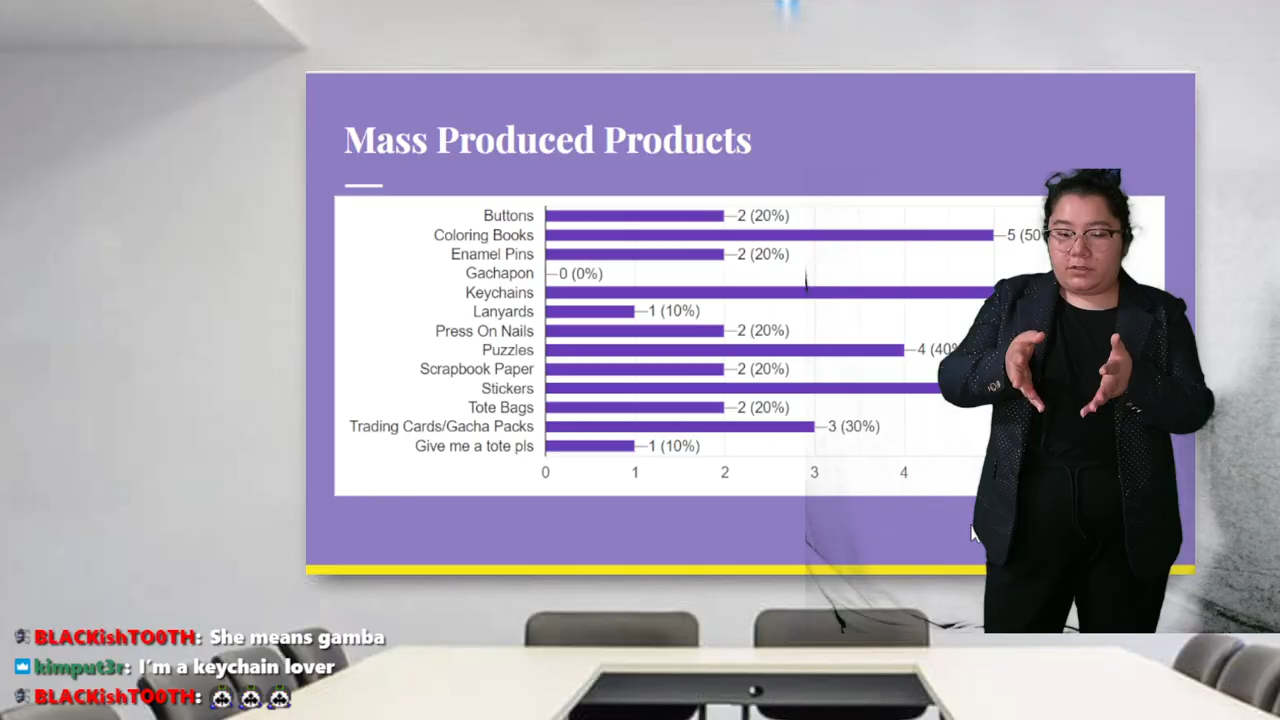 Mass Produced Products
Buttons 2 (20%)
Coloring Books 5 (50
Enamel Pins 2 (20%)
Gachapon 0 (0%)
Keychains
Lanyards 1 (10%)
Press On Nails 2 (20%)
Puzzles 4 (40%
Scrapbook Paper 2 (20%)
Stickers
Tote Bags 2 (20%)
Trading Cards/Gacha Packs 3 (30%)
Give me a tote pls 1 (10%)
0 1 2 3 4
BLACKishTO0TH: She means gamba
kimput3r: I'm a keychain lover
BLACKishTO0TH: